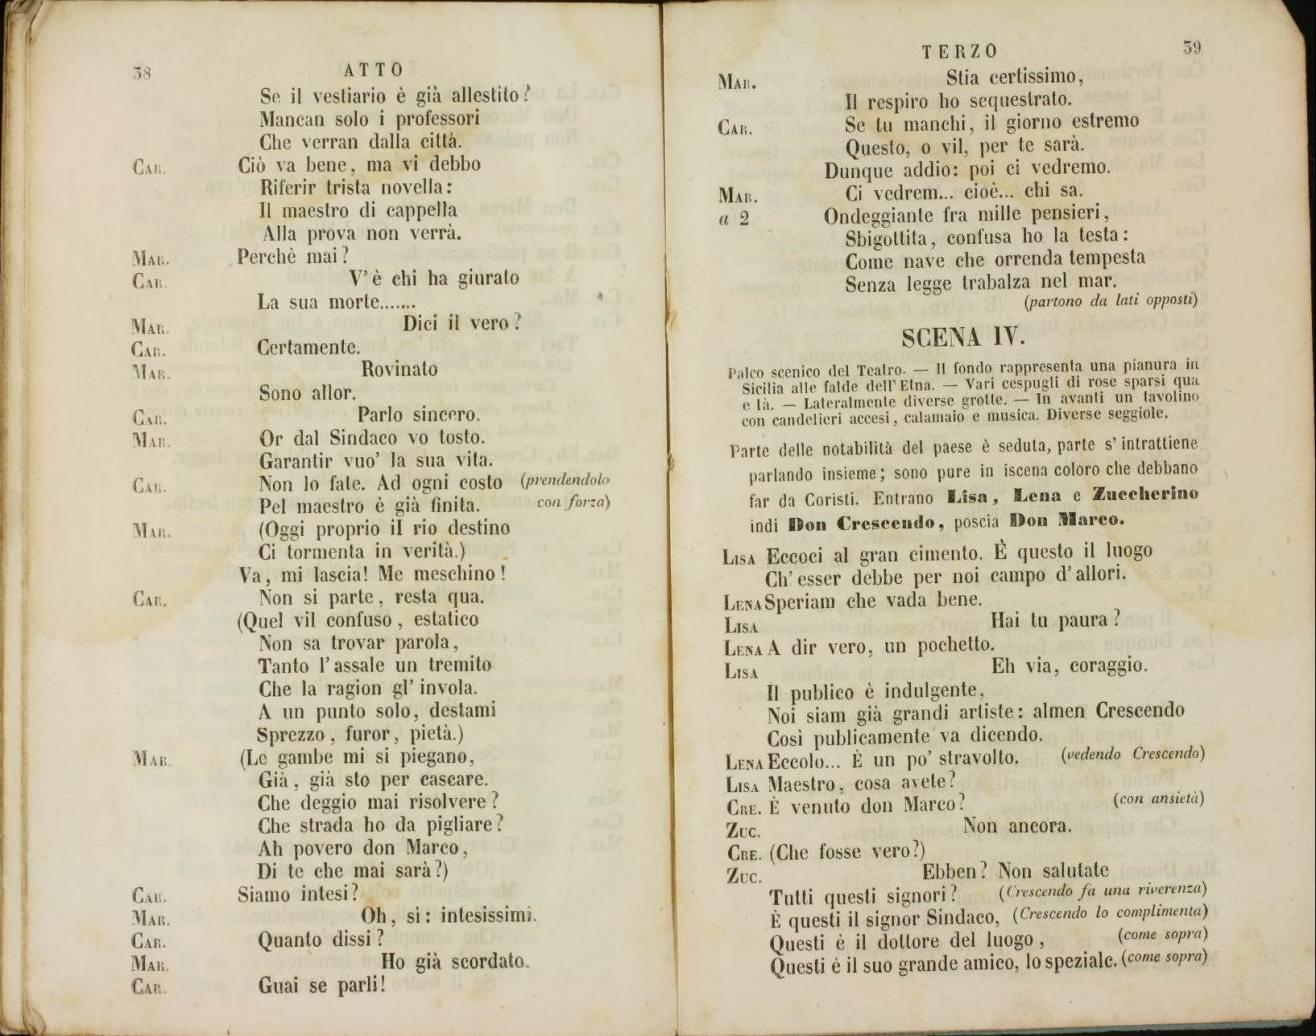 38
ATTO
Se il vestiario è già allestito?
Mancan solo i professori
Che verran dalla città.
CAR. Ciò va bene, ma vi debbo
Riferir trista novella:
Il maestro di cappella
Alla prova non verrà.
MAR. Perchè mai?
CAR. V'è chi ha giurato
La sua morte.......
MAR. Dici il vero?
CAR. Certamente.
MAR. Rovinato
Sono allor.
CAR. Parlo sincero.
MAR. Or dal Sindaco vo tosto.
Garantir vuo' la sua vita.
CAR. Non lo fate. Ad ogni costo (prendendolo
Pel maestro è già finita. con forza)
MAR. (Oggi proprio il rio destino
Ci tormenta in verità.)
Va, mi lascia! Me meschino!
CAR. Non si parte, resta qua.
(Quel vil confuso, estatico
Non sa trovar parola,
Tanto l'assale un tremito
Che la ragion gl'invola.
A un punto solo, destami
Sprezzo, furor, pietà.)
MAR. (Le gambe mi si piegano,
Già, già sto per cascare.
Che deggio mai risolvere?
Che strada ho da pigliare?
Ah povero don Marco,
Di te che mai sarà?)
CAR. Siamo intesi?
MAR. Oh, sì: intesissimi.
CAR. Quanto dissi?
MAR. Ho già scordato.
CAR. Guai se parli!
TERZO
39
MAR. Stia certissimo,
Il respiro ho sequestrato.
CAR. Se tu manchi, il giorno estremo
Questo, o vil, per te sarà.
Dunque addio: poi ci vedremo.
MAR. Ci vedrem... cioè... chi sa.
a 2 Ondeggiante fra mille pensieri,
Sbigottita, confusa ho la testa:
Come nave che orrenda tempesta
Senza legge trabalza nel mar.
(partono da lati opposti)
SCENA IV.
Palco scenico del Teatro. — Il fondo rappresenta una pianura in
Sicilia alle falde dell'Etna. — Vari cespugli di rose sparsi qua
e là. — Lateralmente diverse grotte. — In avanti un tavolino
con candelieri accesi, calamaio e musica. Diverse seggiole.
Parte delle notabilità del paese è seduta, parte s'intrattiene
parlando insieme; sono pure in iscena coloro che debbano
far da Coristi. Entrano Lisa, Lena e Zuccherino
indi Don Crescendo, poscia Don Marco.
LISA Eccoci al gran cimento. È questo il luogo
Ch'esser debbe per noi campo d'allori.
LENA Speriam che vada bene.
LISA Hai tu paura?
LENA A dir vero, un pochetto.
LISA Eh via, coraggio.
Il publico è indulgente,
Noi siam già grandi artiste: almen Crescendo
Così publicamente va dicendo.
LENA Eccolo... È un po' stravolto. (vedendo Crescendo)
LISA Maestro, cosa avete?
CRE. È venuto don Marco? (con ansietà)
ZUC. Non ancora.
CRE. (Che fosse vero?)
ZUC. Ebben? Non salutate
Tutti questi signori? (Crescendo fa una riverenza)
È questi il signor Sindaco, (Crescendo lo complimenta)
Questi è il dottore del luogo, (come sopra)
Questi è il suo grande amico, lo speziale. (come sopra)